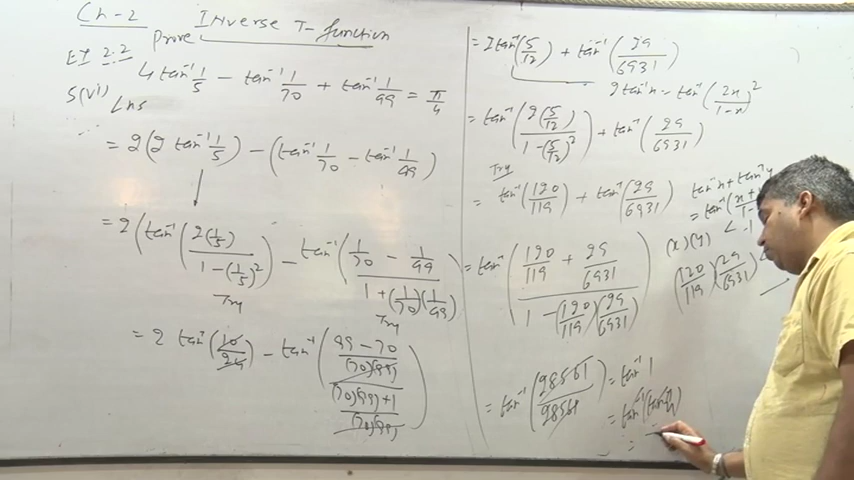 Ch-2 Inverse T-function
Prove
Ex 2.2
5(vi) 4tan⁻¹ 1/5 − tan⁻¹ 1/70 + tan⁻¹ 1/99 = π/4
LHS
= 2(2 tan⁻¹ 1/5) − (tan⁻¹ 1/70 − tan⁻¹ 1/99)
= 2(tan⁻¹(2(1/5)/(1−(1/5)²) − tan⁻¹((1/70 − 1/99)/(1+(1/70)(1/99))
Try Try
= 2 tan⁻¹(10/24) − tan⁻¹((99−70/(70)(99))/((70)(99)+1/(70)(99)))
= 2tan⁻¹(5/12) + tan⁻¹(29/6931)
2tan⁻¹x = tan⁻¹(2x/1−x)²
= tan⁻¹(2(5/12)/(1−(5/12)²)) + tan⁻¹(29/6931)
Try
= tan⁻¹(120/119) + tan⁻¹(29/6931)
tan⁻¹x + tan⁻¹y
= tan⁻¹(x+
(x)(y) < 1
= tan⁻¹((120/119 + 29/6931)/(1−(120/119)(29/6931)))
(120/119)(29/6931)
= tan⁻¹(98561/98561) = tan⁻¹ 1
= tan⁻¹(tan π/4)
=